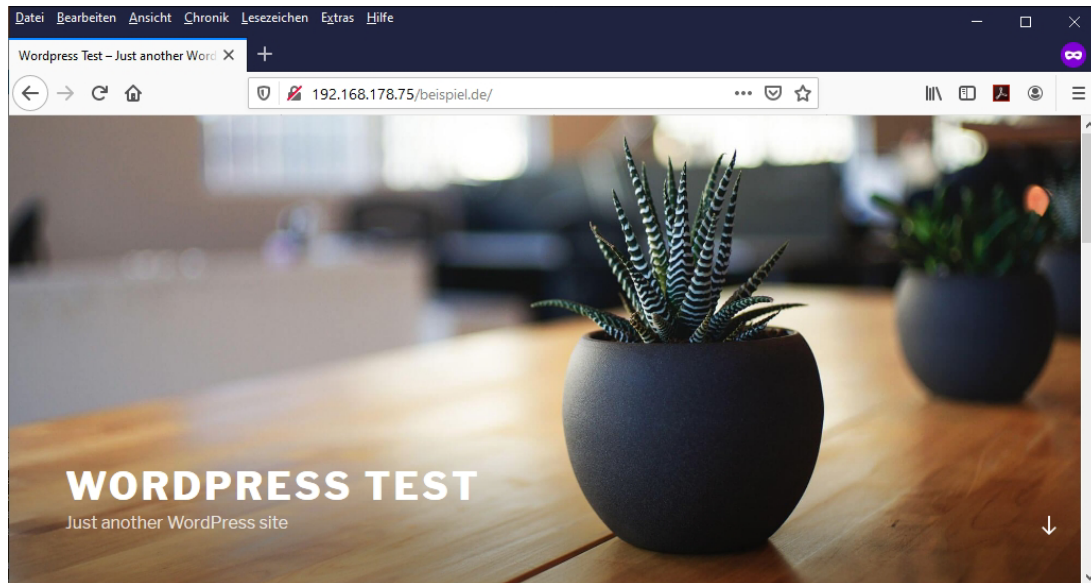 Datei Bearbeiten Ansicht Chronik Lesezeichen Extras Hilfe
Wordpress Test – Just another Word
192.168.178.75/beispiel.de/
WORDPRESS TEST
Just another WordPress site